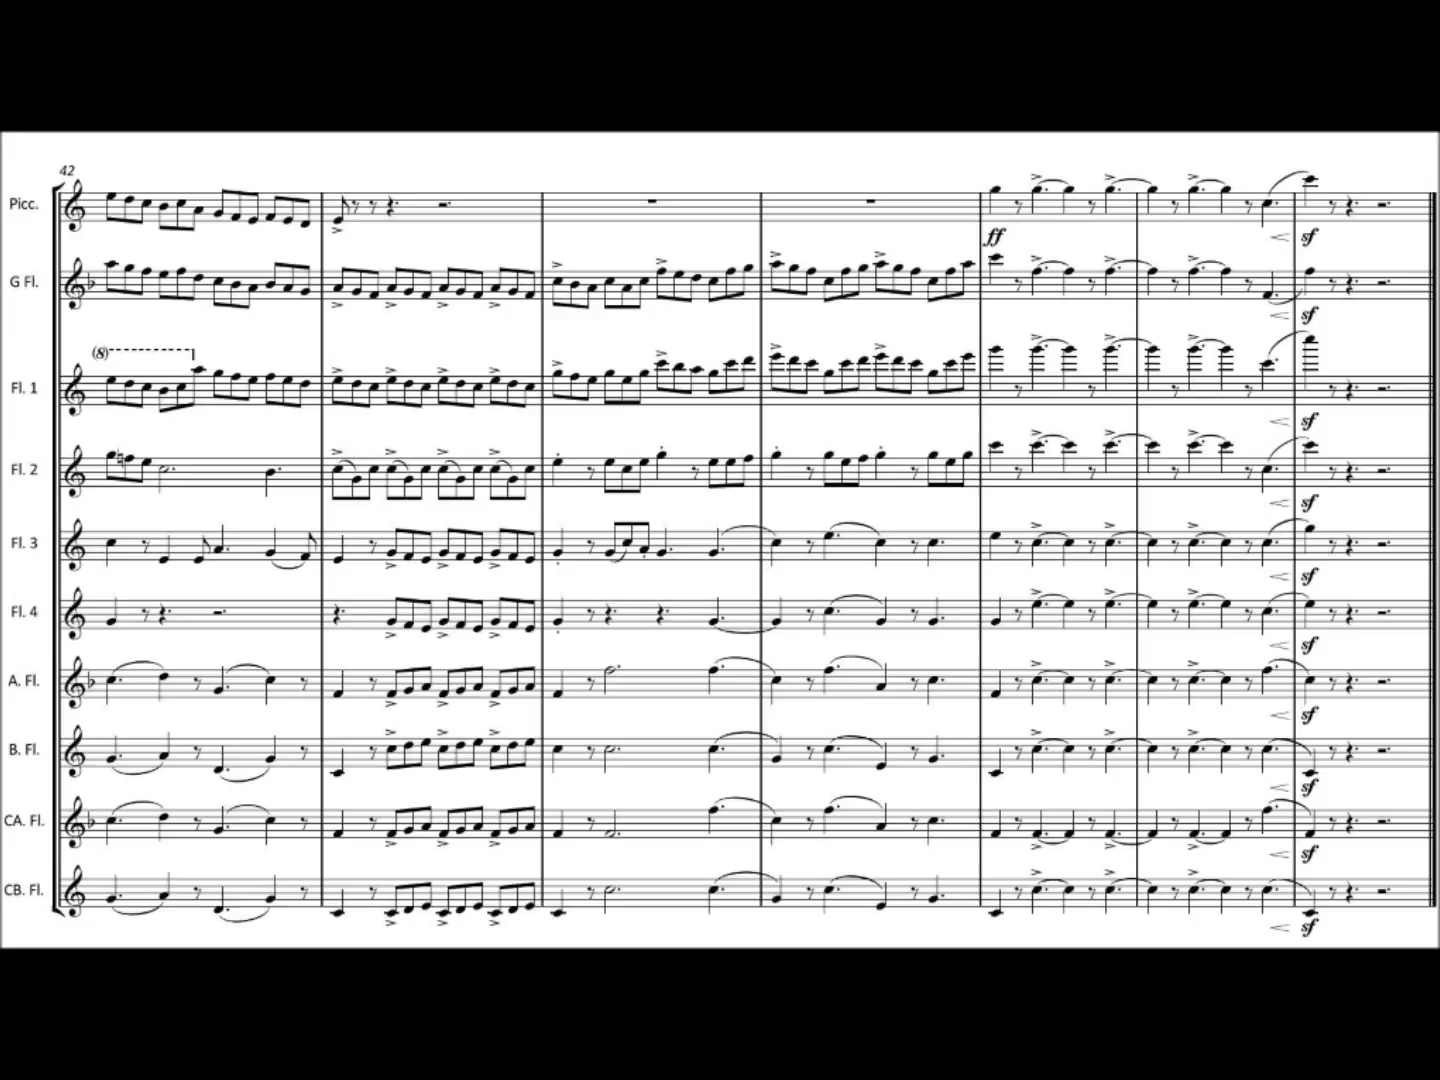 42
Picc.
ff
sf
G Fl.
sf
(8)
Fl. 1
sf
Fl. 2
sf
Fl. 3
sf
Fl. 4
sf
A. Fl.
sf
B. Fl.
sf
CA. Fl.
sf
CB. Fl.
sf